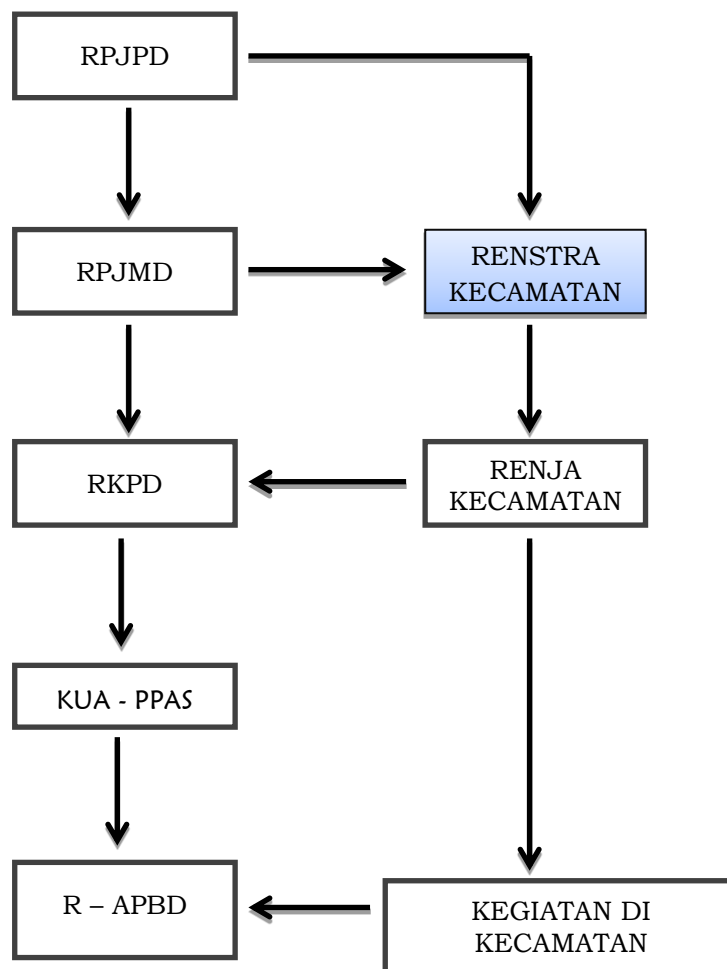 RPJPD
RPJMD
RENSTRA
KECAMATAN
RKPD
RENJA
KECAMATAN
KUA - PPAS
R – APBD
KEGIATAN DI
KECAMATAN